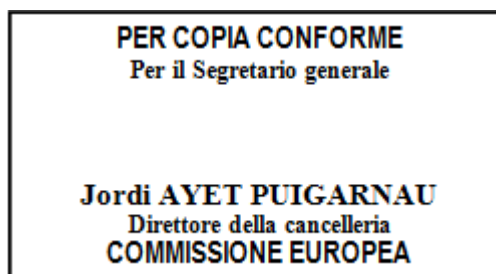 PER COPIA CONFORME
Per il Segretario generale
Jordi AYET PUIGARNAU
Direttore della cancelleria
COMMISSIONE EUROPEA